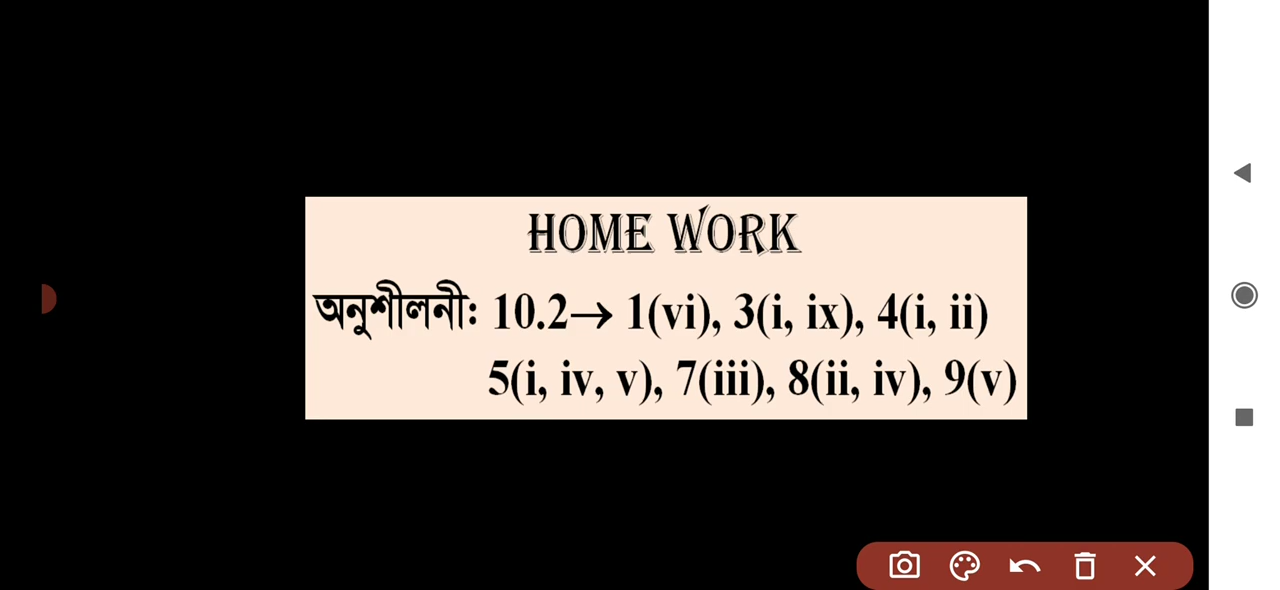 HOME WORK
অনুশীলনীঃ 10.2→ 1(vi), 3(i, ix), 4(i, ii)
5(i, iv, v), 7(iii), 8(ii, iv), 9(v)